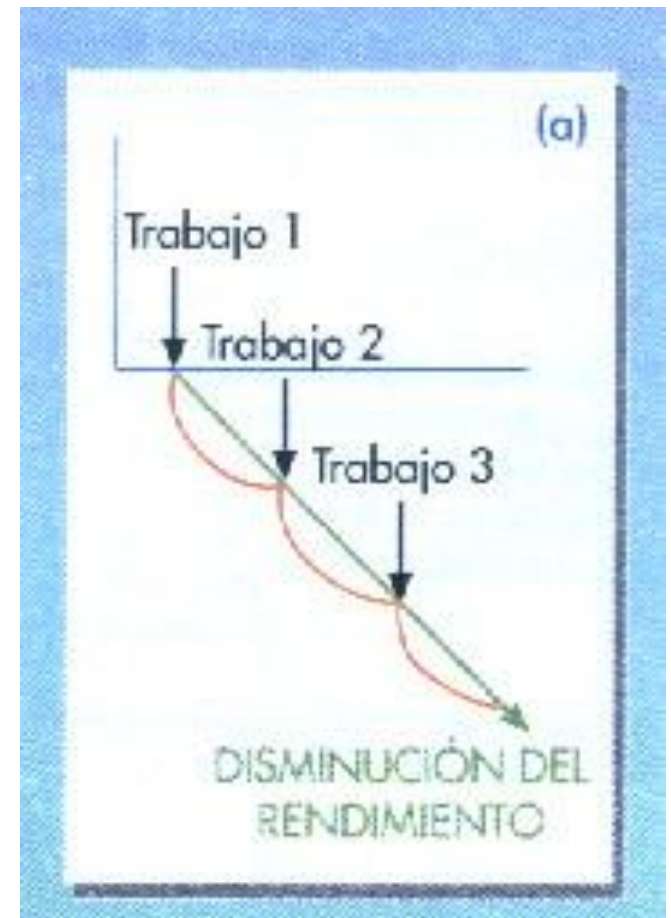 (a)
Trabajo 1
Trabajo 2
Trabajo 3
DISMINUCIÓN DEL
RENDIMIENTO